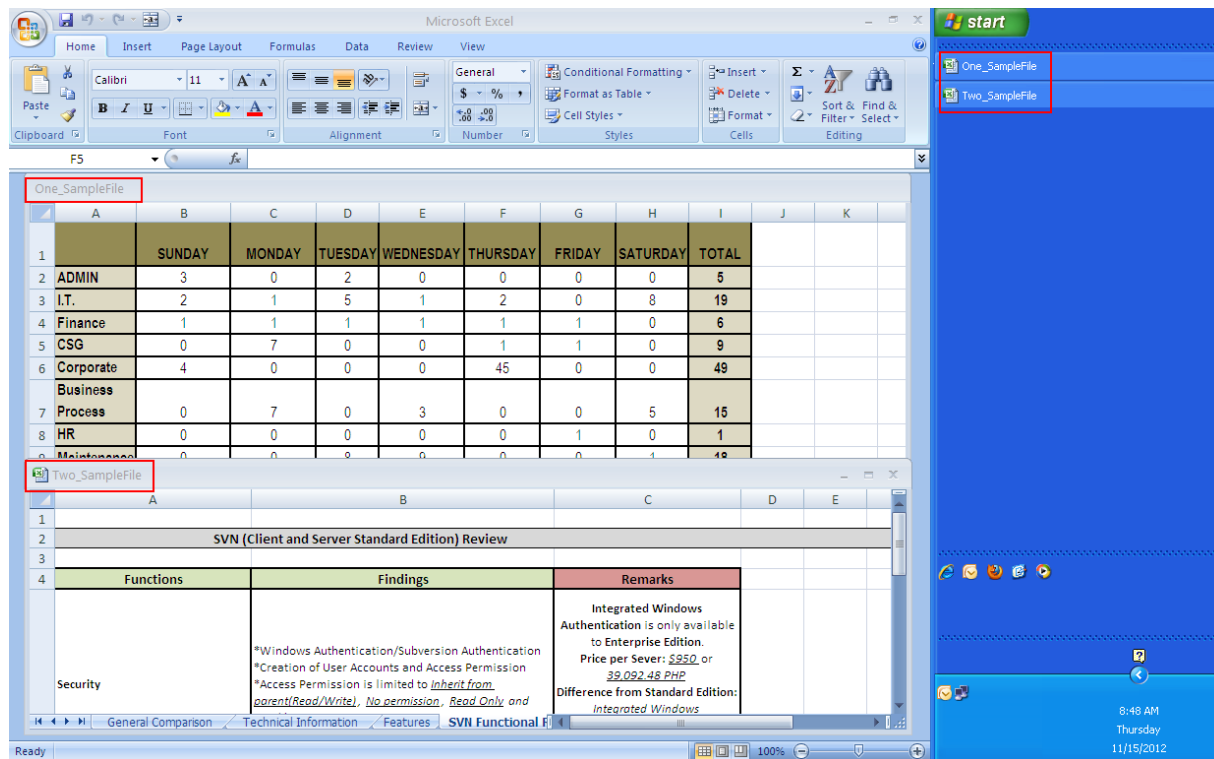 Microsoft Excel
Home Insert Page Layout Formulas Data Review View
Paste
Calibri 11
B I U
General
$ % ,
Conditional Formatting
Format as Table
Cell Styles
Insert
Delete
Format
Σ
Sort & Filter
Find & Select
Clipboard Font Alignment Number Styles Cells Editing
F5 fx
One_SampleFile
A B C D E F G H I J K
1 SUNDAY MONDAY TUESDAY WEDNESDAY THURSDAY FRIDAY SATURDAY TOTAL
2 ADMIN 3 0 2 0 0 0 0 5
3 I.T. 2 1 5 1 2 0 8 19
4 Finance 1 1 1 1 1 1 0 6
5 CSG 0 7 0 0 1 1 0 9
6 Corporate 4 0 0 0 45 0 0 49
Business
7 Process 0 7 0 3 0 0 5 15
8 HR 0 0 0 0 0 1 0 1
9 Maintenance 0 0 8 9 0 0 1 18
Two_SampleFile
A B C D E
1
2 SVN (Client and Server Standard Edition) Review
3
4 Functions Findings Remarks
Security
*Windows Authentication/Subversion Authentication
*Creation of User Accounts and Access Permission
*Access Permission is limited to Inherit from
parent(Read/Write), No permission, Read Only and
Integrated Windows
Authentication is only available
to Enterprise Edition.
Price per Sever: $950 or
39,092.48 PHP
Difference from Standard Edition:
Integrated Windows
General Comparison Technical Information Features SVN Functional F
Ready 100%
start
One_SampleFile
Two_SampleFile
8:48 AM
Thursday
11/15/2012